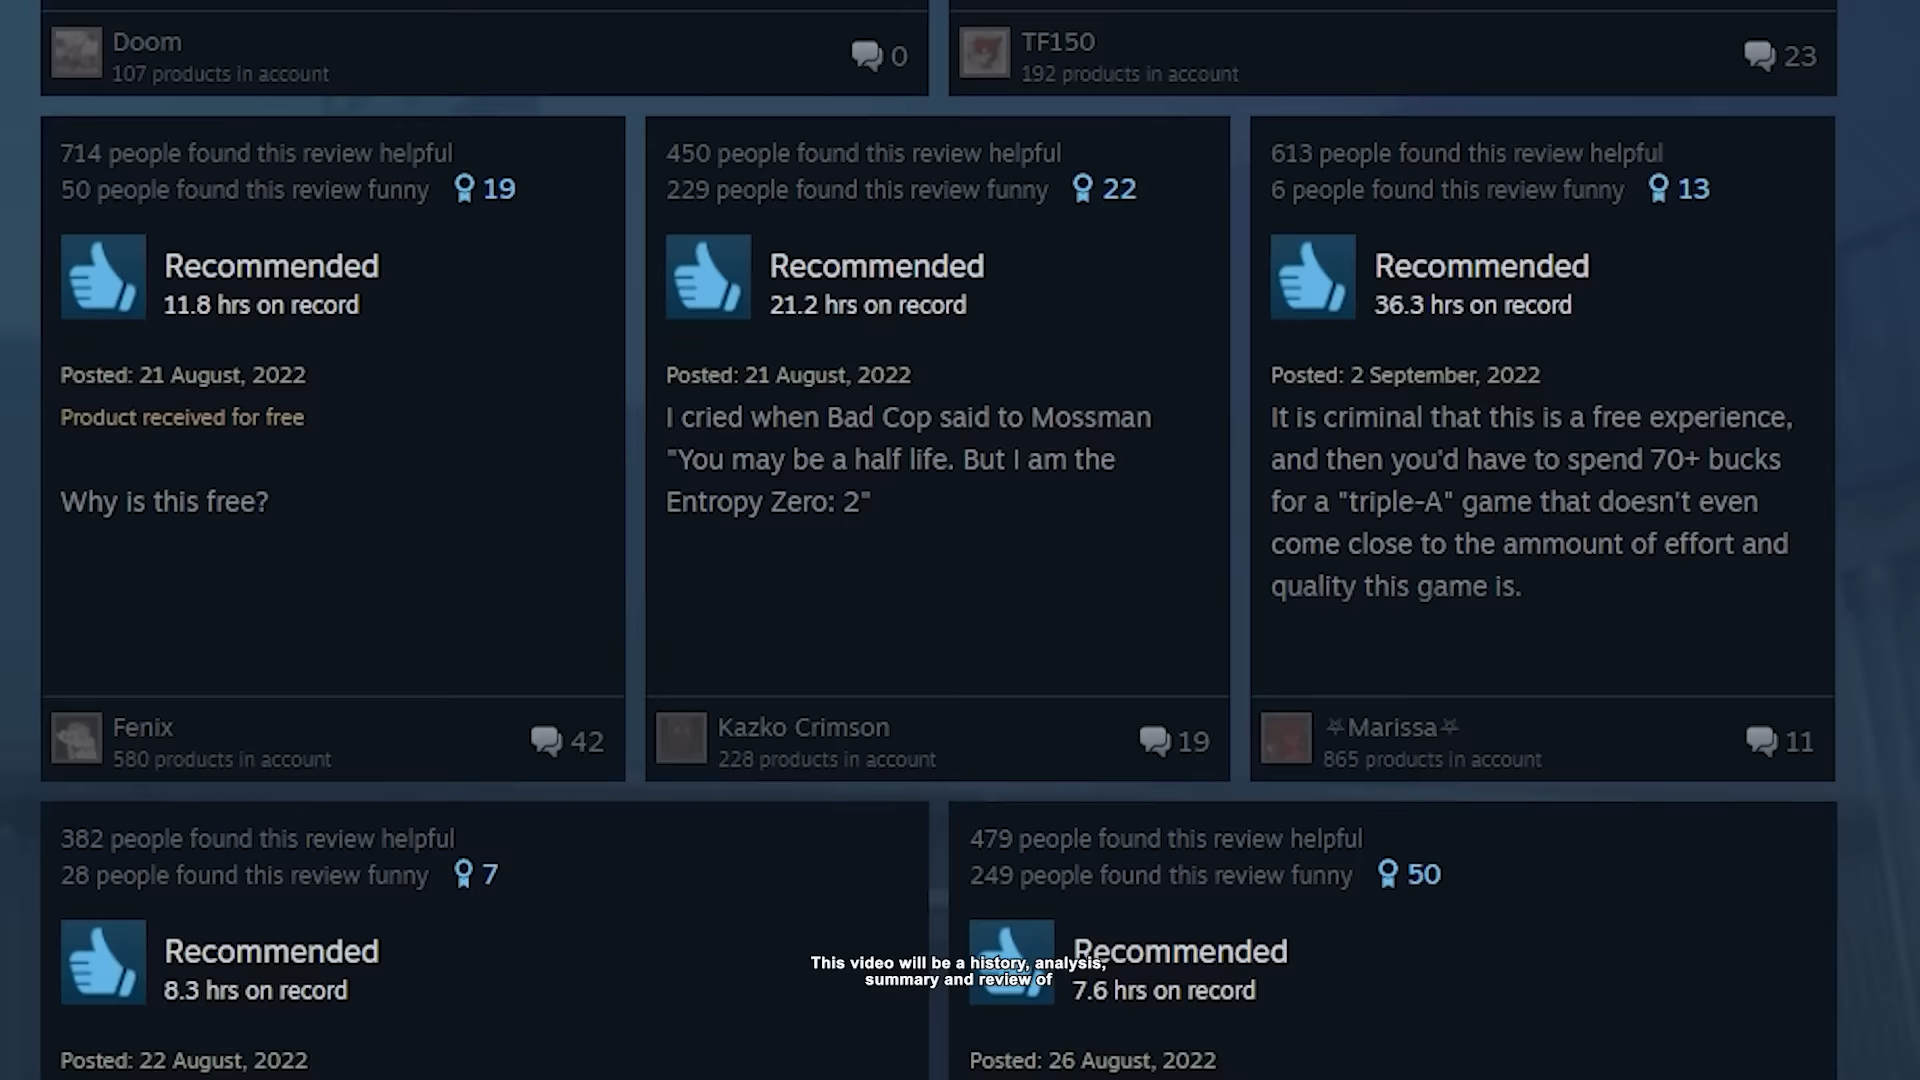 Doom
107 products in account
0
TF150
192 products in account
23
714 people found this review helpful
50 people found this review funny 19
Recommended
11.8 hrs on record
Posted: 21 August, 2022
Product received for free
Why is this free?
Fenix
580 products in account
42
450 people found this review helpful
229 people found this review funny 22
Recommended
21.2 hrs on record
Posted: 21 August, 2022
I cried when Bad Cop said to Mossman
"You may be a half life. But I am the
Entropy Zero: 2"
Kazko Crimson
228 products in account
19
613 people found this review helpful
6 people found this review funny 13
Recommended
36.3 hrs on record
Posted: 2 September, 2022
It is criminal that this is a free experience,
and then you'd have to spend 70+ bucks
for a "triple-A" game that doesn't even
come close to the ammount of effort and
quality this game is.
⛧Marissa⛧
865 products in account
11
382 people found this review helpful
28 people found this review funny 7
Recommended
8.3 hrs on record
Posted: 22 August, 2022
479 people found this review helpful
249 people found this review funny 50
Recommended
7.6 hrs on record
Posted: 26 August, 2022
This video will be a history, analysis,
summary and review of